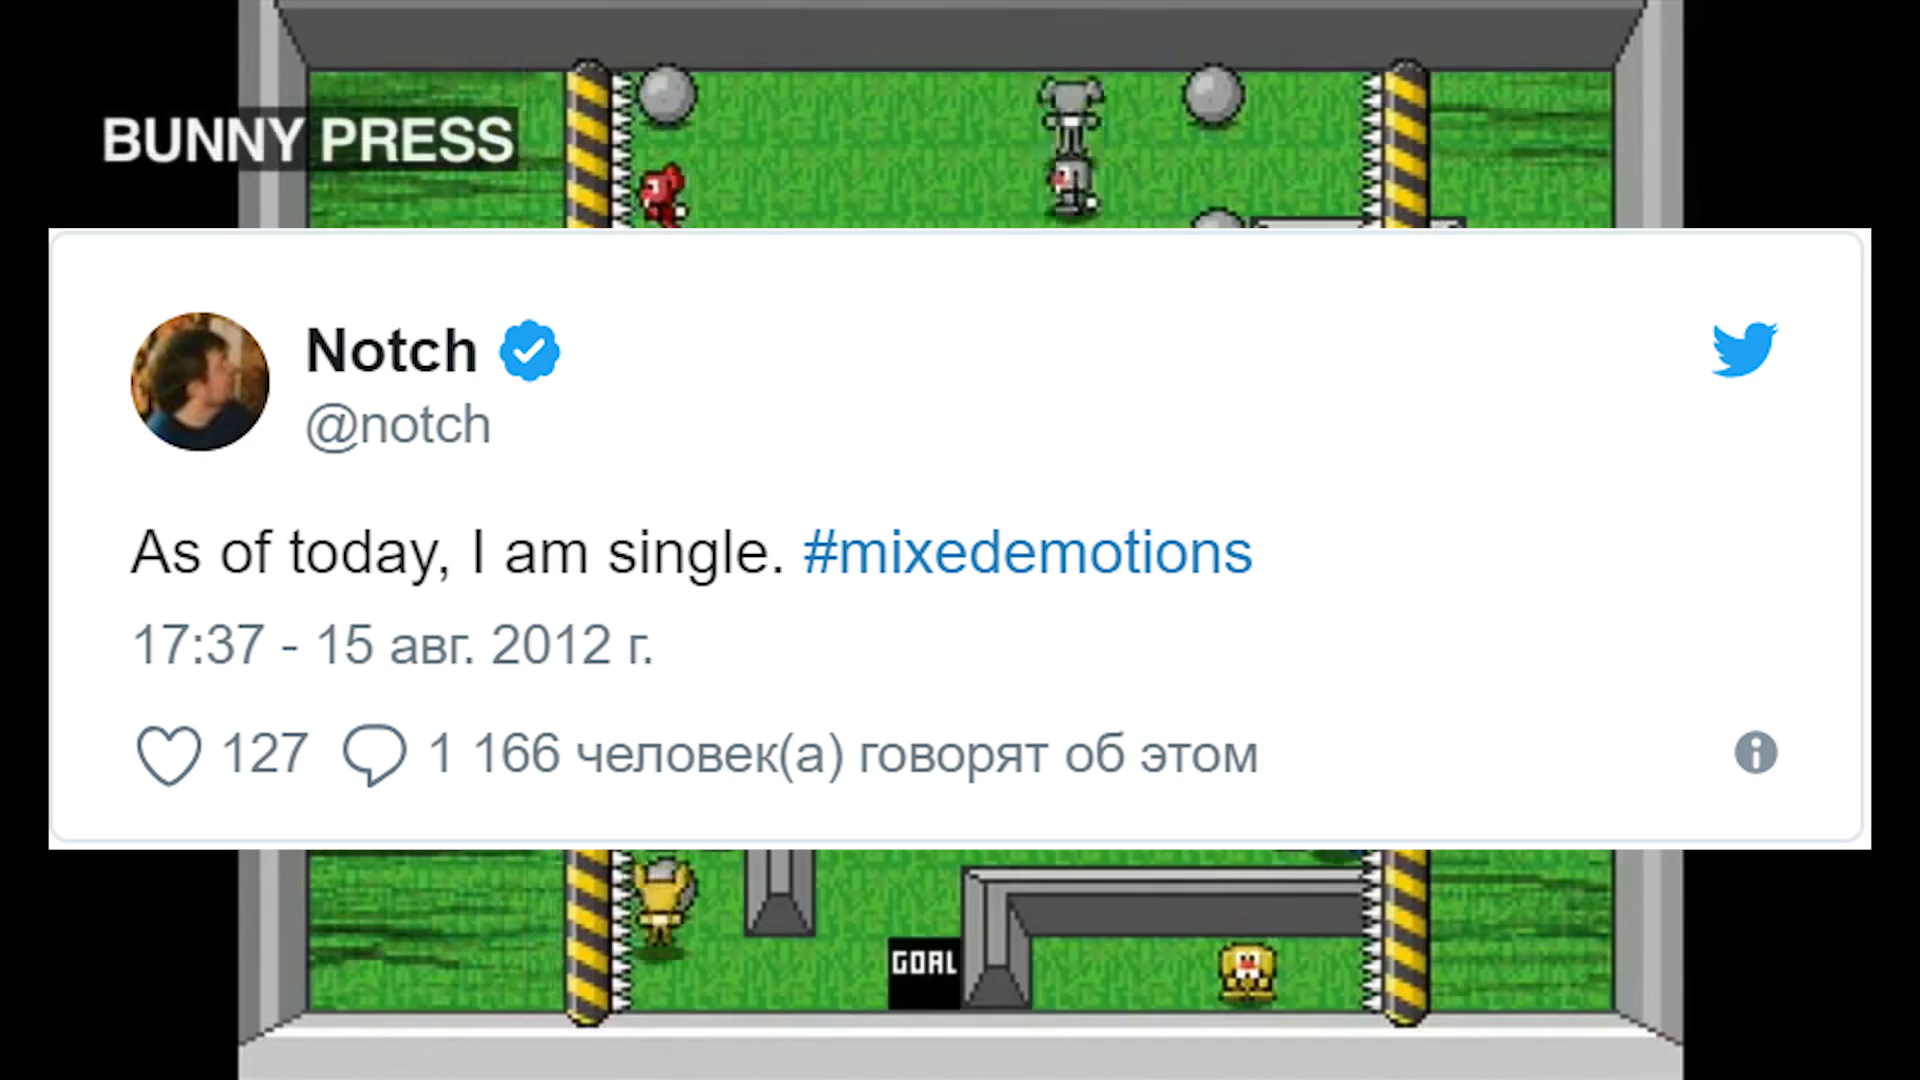 BUNNY PRESS
Notch
@notch
As of today, I am single. #mixedemotions
17:37 - 15 авг. 2012 г.
127 1 166 человек(а) говорят об этом
GOAL